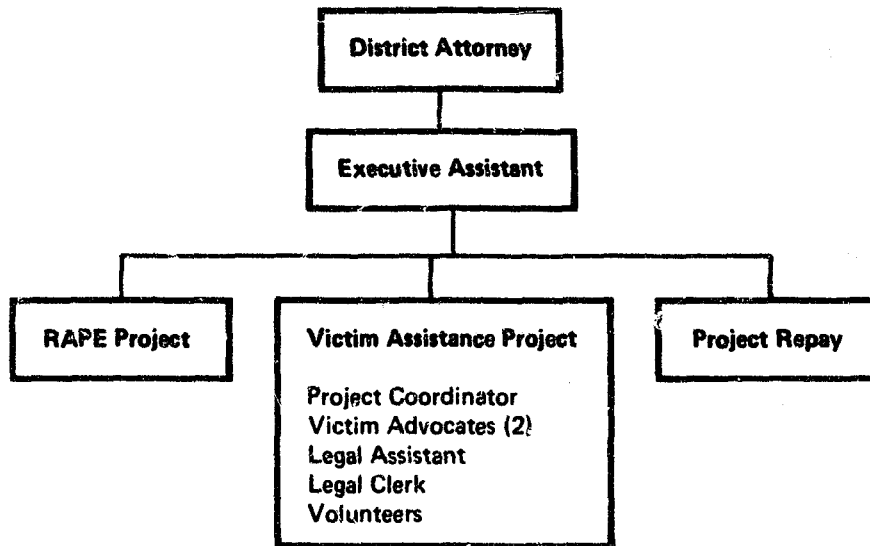 District Attorney
Executive Assistant
RAPE Project
Victim Assistance Project
Project Coordinator
Victim Advocates (2)
Legal Assistant
Legal Clerk
Volunteers
Project Repay